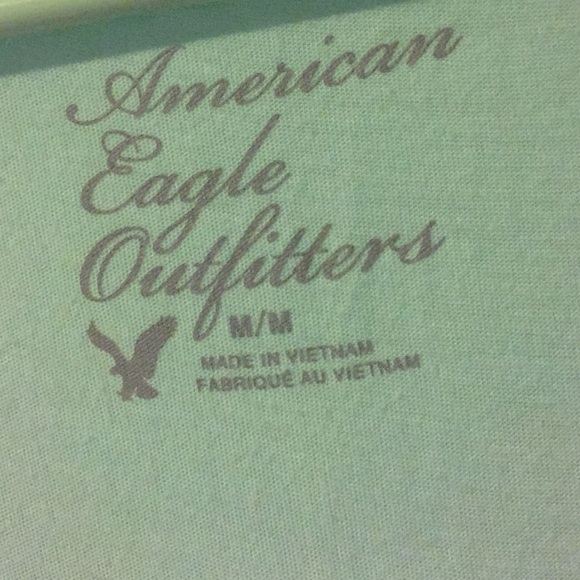 American
Eagle
Outfitters
M/M
MADE IN VIETNAM
FABRIQUÉ AU VIETNAM